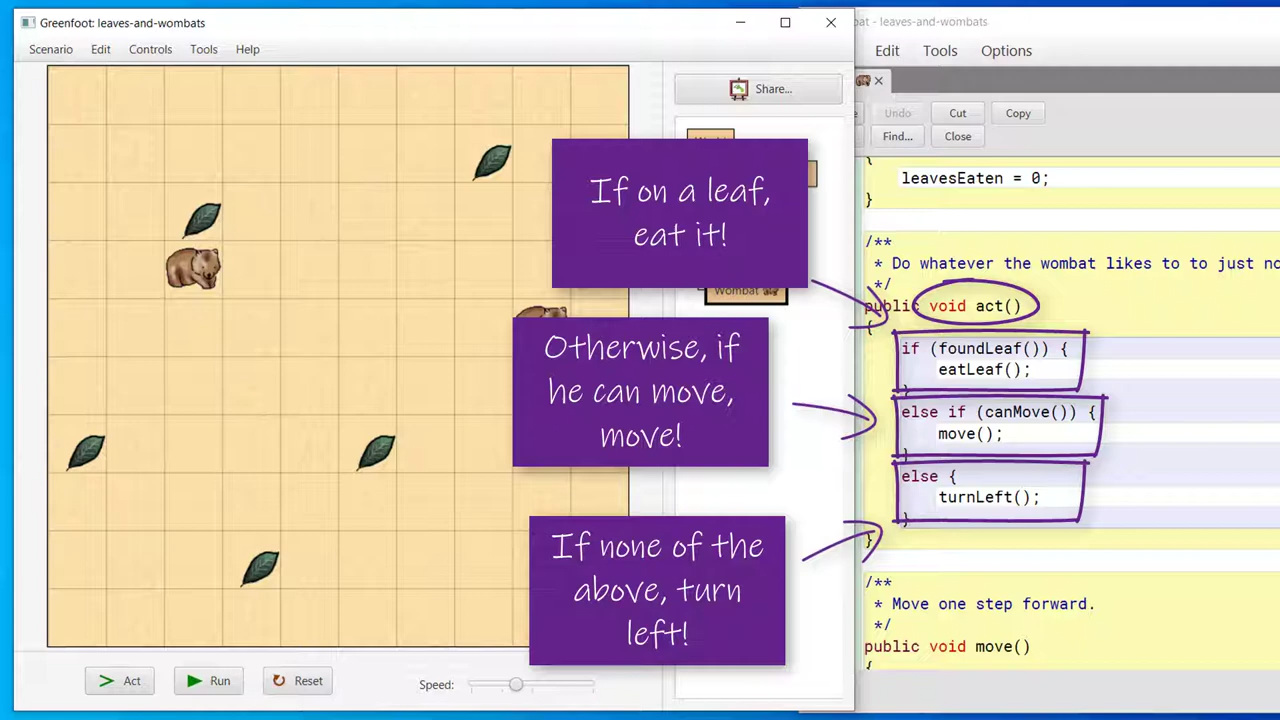 Greenfoot: leaves-and-wombats
Scenario Edit Controls Tools Help
Share...
Wombat
Act
Run
Reset
Speed:
If on a leaf,
eat it!
Otherwise, if
he can move,
move!
If none of the
above, turn
left!
- leaves-and-wombats
Edit Tools Options
Undo Cut Copy
Find... Close
}
leavesEaten = 0;
}
/**
* Do whatever the wombat likes to to just
*/
public void act()
{
if (foundLeaf()) {
eatLeaf();
}
else if (canMove()) {
move();
}
else {
turnLeft();
}
}
/**
* Move one step forward.
*/
public void move()
{